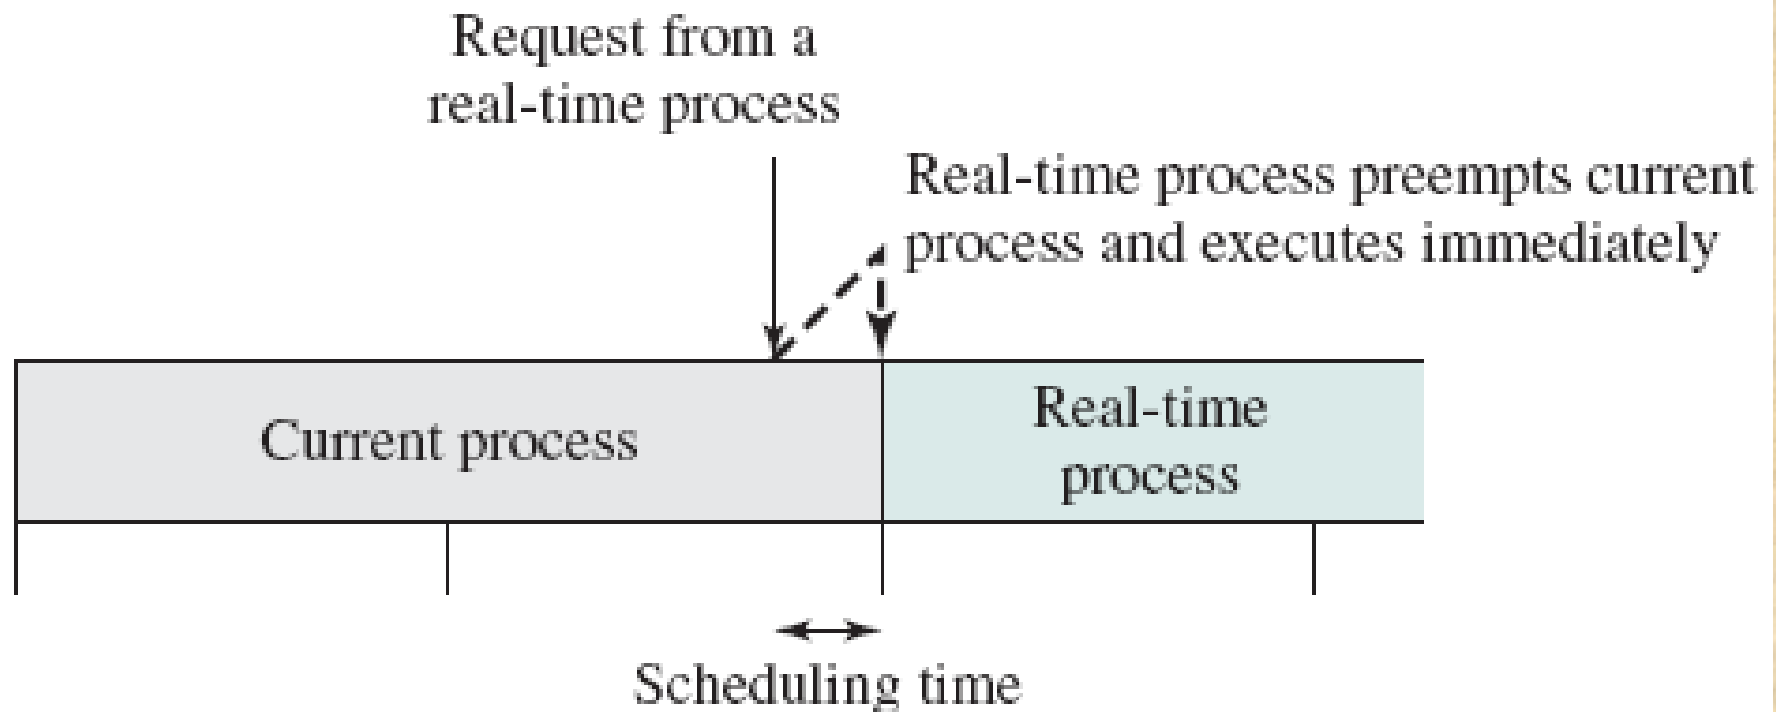 Request from a
real-time process
Real-time process preempts current
process and executes immediately
Current process
Real-time
process
Scheduling time